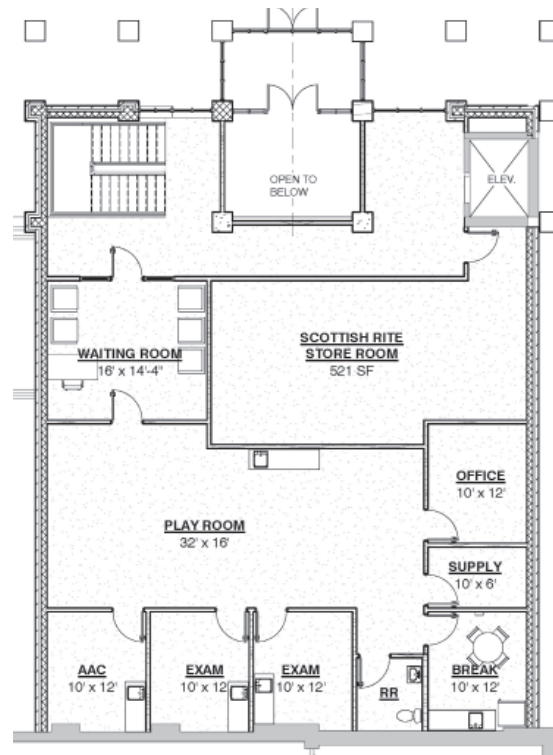 OPEN TO
BELOW
ELEV.
SCOTTISH RITE
STORE ROOM
521 SF
WAITING ROOM
16' x 14'-4"
OFFICE
10' x 12'
PLAY ROOM
32' x 16'
SUPPLY
10' x 6'
AAC
10' x 12'
EXAM
10' x 12
EXAM
10' x 12'
RR
BREAK
10' x 12'